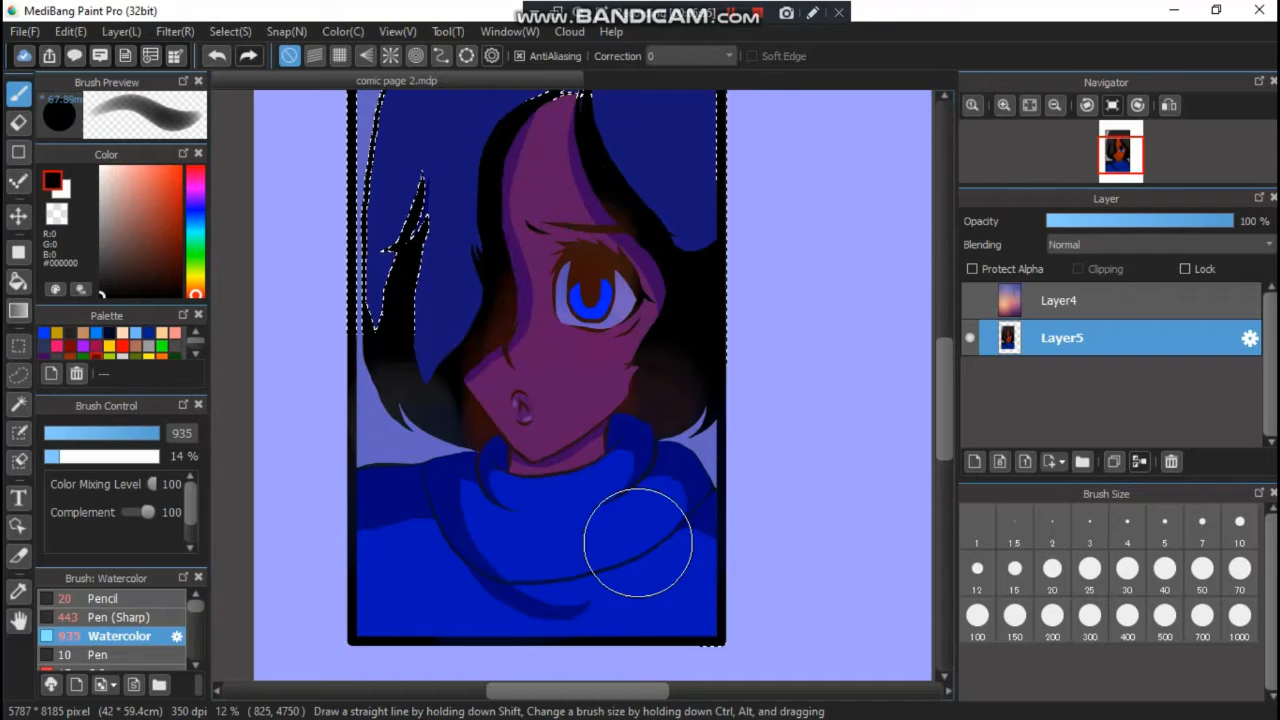 MediBang Paint Pro (32bit)
www.BANDICAM.com
File(F) Edit(E) Layer(L) Filter(R) Select(S) Snap(N) Color(C) View(V) Tool(T) Window(W) Cloud Help
AntiAliasing Correction 0 Soft Edge
Brush Preview
comic page 2.mdp
Navigator
* 67.89m
Color
R:0
G:0
B:0
#000000
Layer
Opacity 100 %
Blending Normal
Protect Alpha Clipping Lock
Layer4
Layer5
Palette
---
Brush Control
935
14 %
Color Mixing Level 100
Complement 100
Brush Size
1 1.5 2 3 4 5 7 10
12 15 20 25 30 40 50 70
100 150 200 300 400 500 700 1000
Brush: Watercolor
20 Pencil
443 Pen (Sharp)
935 Watercolor
10 Pen
5787 * 8185 pixel (42 * 59.4cm) 350 dpi 12 % ( 825, 4750 ) Draw a straight line by holding down Shift, Change a brush size by holding down Ctrl, Alt, and dragging